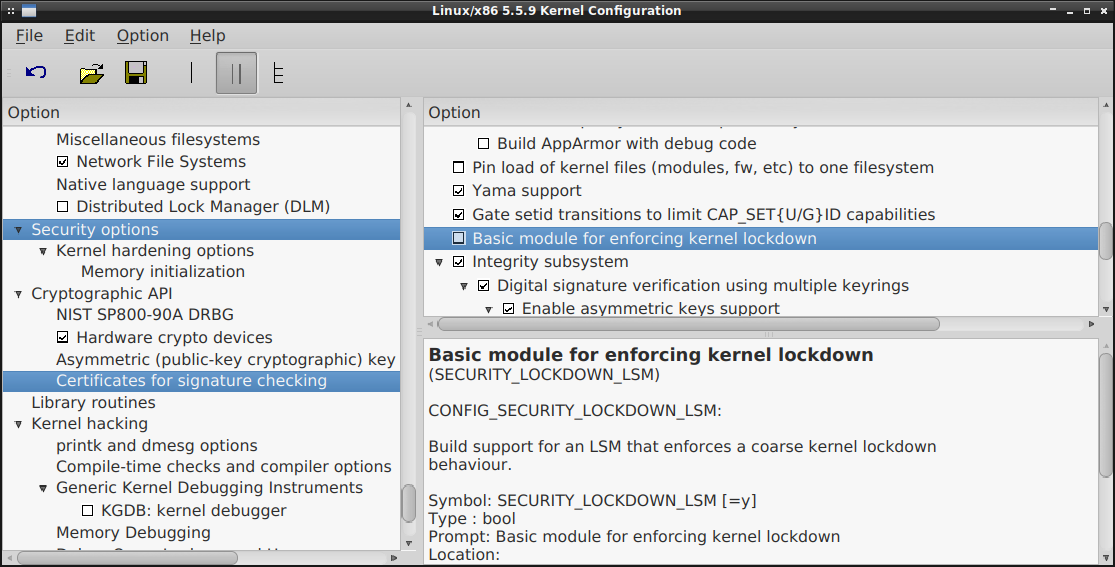 Linux/x86 5.5.9 Kernel Configuration
File Edit Option Help
Option
Miscellaneous filesystems
Network File Systems
Native language support
Distributed Lock Manager (DLM)
Security options
Kernel hardening options
Memory initialization
Cryptographic API
NIST SP800-90A DRBG
Hardware crypto devices
Asymmetric (public-key cryptographic) key
Certificates for signature checking
Library routines
Kernel hacking
printk and dmesg options
Compile-time checks and compiler options
Generic Kernel Debugging Instruments
KGDB: kernel debugger
Memory Debugging
Option
Build AppArmor with debug code
Pin load of kernel files (modules, fw, etc) to one filesystem
Yama support
Gate setid transitions to limit CAP_SET{U/G}ID capabilities
Basic module for enforcing kernel lockdown
Integrity subsystem
Digital signature verification using multiple keyrings
Enable asymmetric keys support
Basic module for enforcing kernel lockdown
(SECURITY_LOCKDOWN_LSM)
CONFIG_SECURITY_LOCKDOWN_LSM:
Build support for an LSM that enforces a coarse kernel lockdown
behaviour.
Symbol: SECURITY_LOCKDOWN_LSM [=y]
Type : bool
Prompt: Basic module for enforcing kernel lockdown
Location: